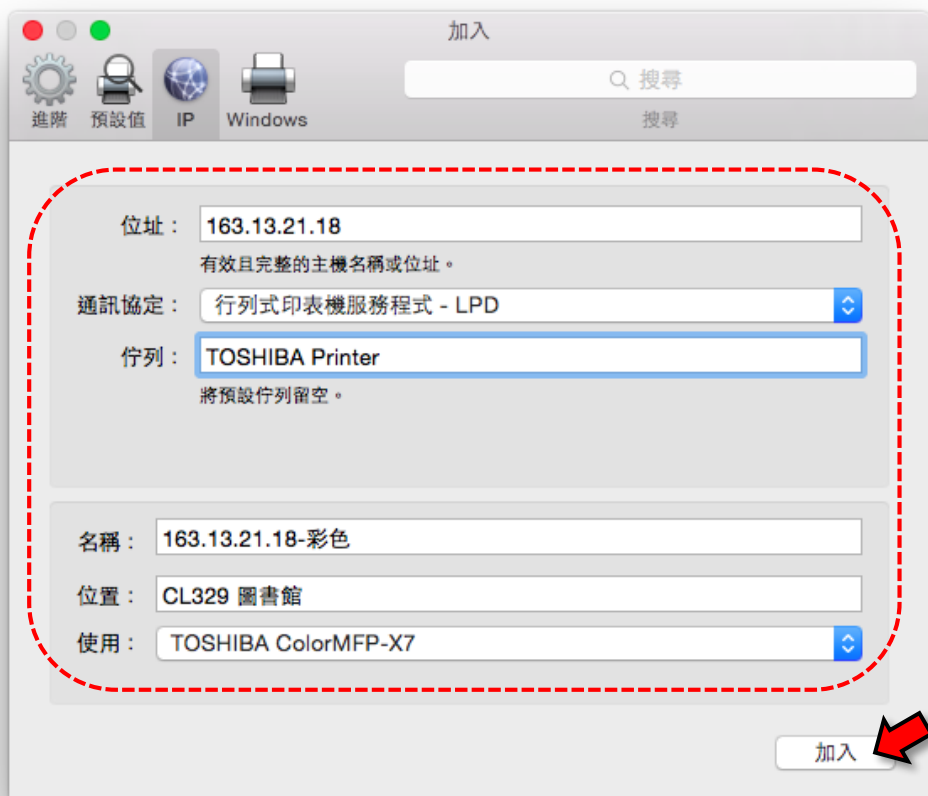 加入
搜尋
進階 預設值 IP Windows 搜尋
位址： 163.13.21.18
有效且完整的主機名稱或位址。
通訊協定： 行列式印表機服務程式 - LPD
佇列： TOSHIBA Printer
將預設佇列留空。
名稱： 163.13.21.18-彩色
位置： CL329 圖書館
使用： TOSHIBA ColorMFP-X7
加入